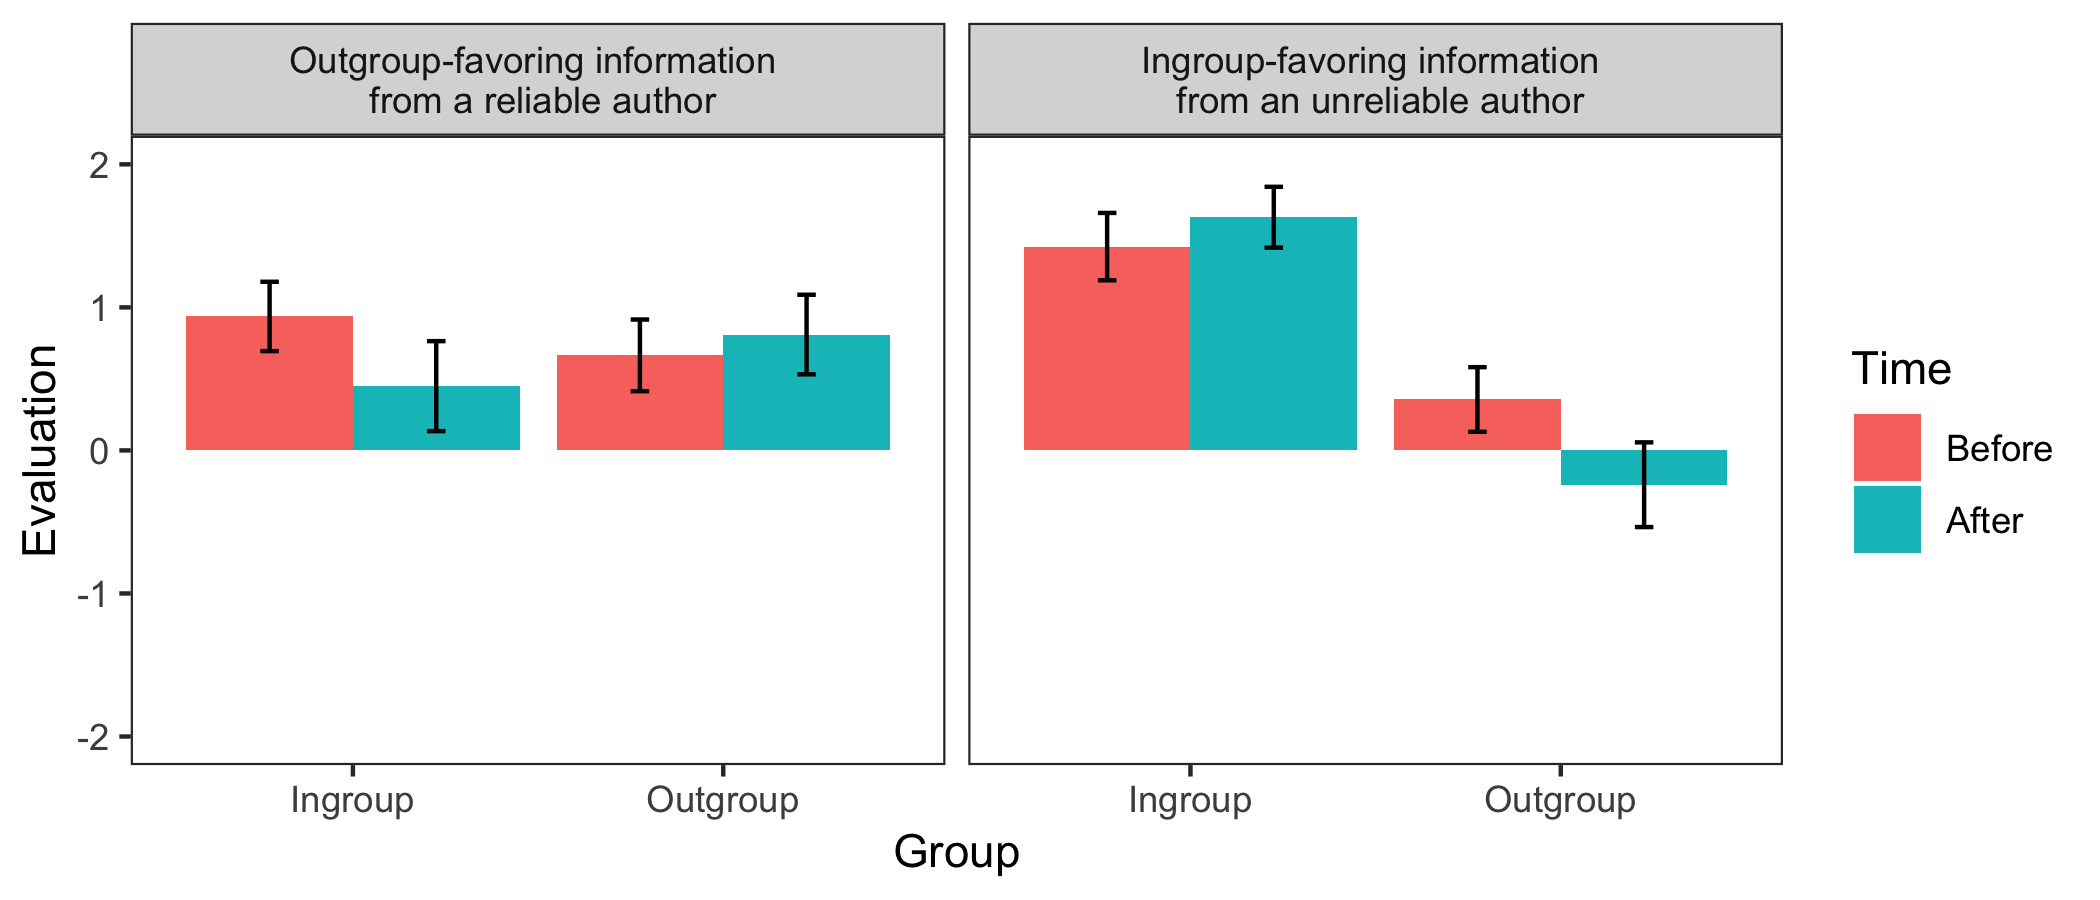 Outgroup-favoring information
from a reliable author
Ingroup-favoring information
from an unreliable author
Evaluation
2
1
0
-1
-2
Ingroup
Outgroup
Ingroup
Outgroup
Group
Time
Before
After